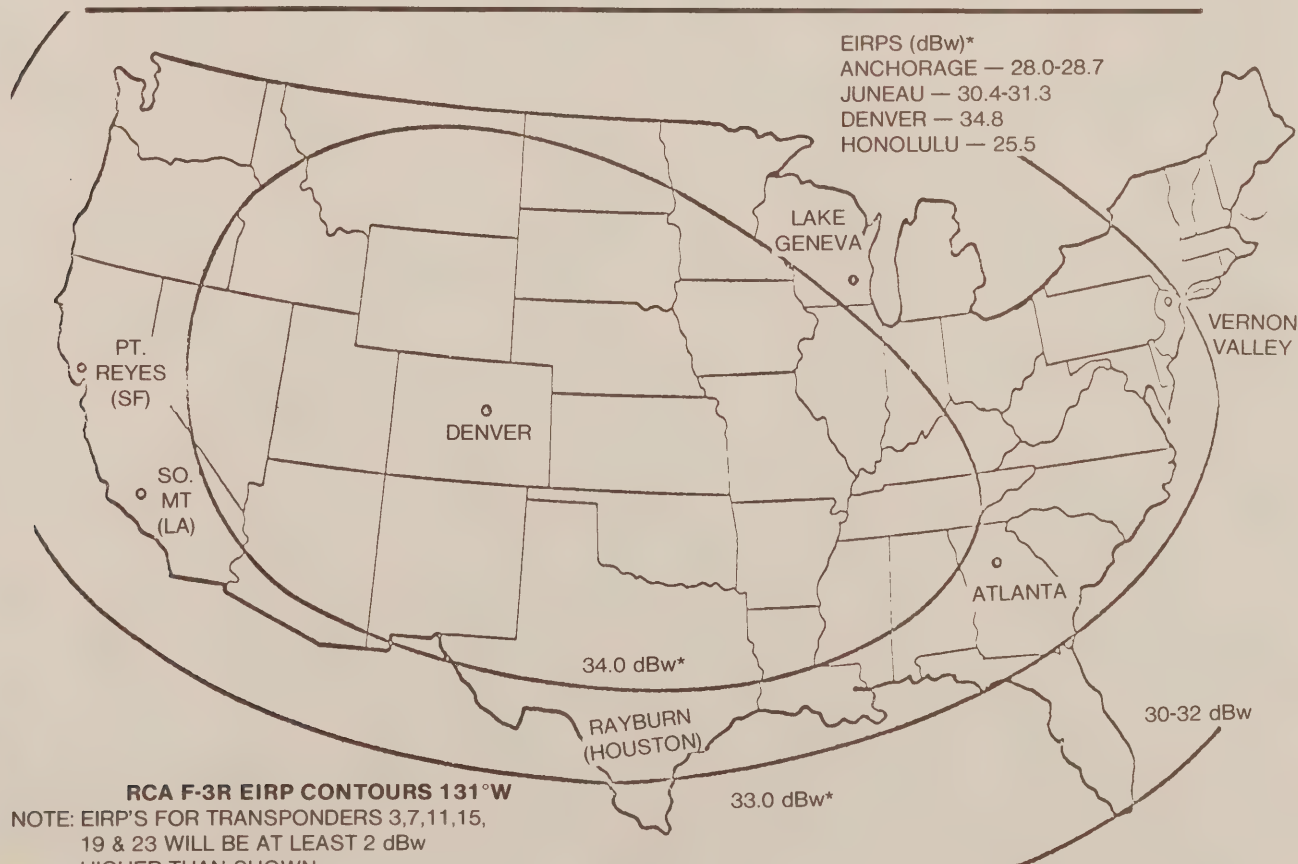 EIRPS (dBw)*
ANCHORAGE — 28.0-28.7
JUNEAU — 30.4-31.3
DENVER — 34.8
HONOLULU — 25.5
LAKE
GENEVA
VERNON
VALLEY
PT.
REYES
(SF)
DENVER
SO.
MT
(LA)
ATLANTA
34.0 dBw*
RAYBURN
(HOUSTON)
30-32 dBw
33.0 dBw*
RCA F-3R EIRP CONTOURS 131°W
NOTE: EIRP'S FOR TRANSPONDERS 3,7,11,15,
19 & 23 WILL BE AT LEAST 2 dBw
HIGHER THAN SHOWN